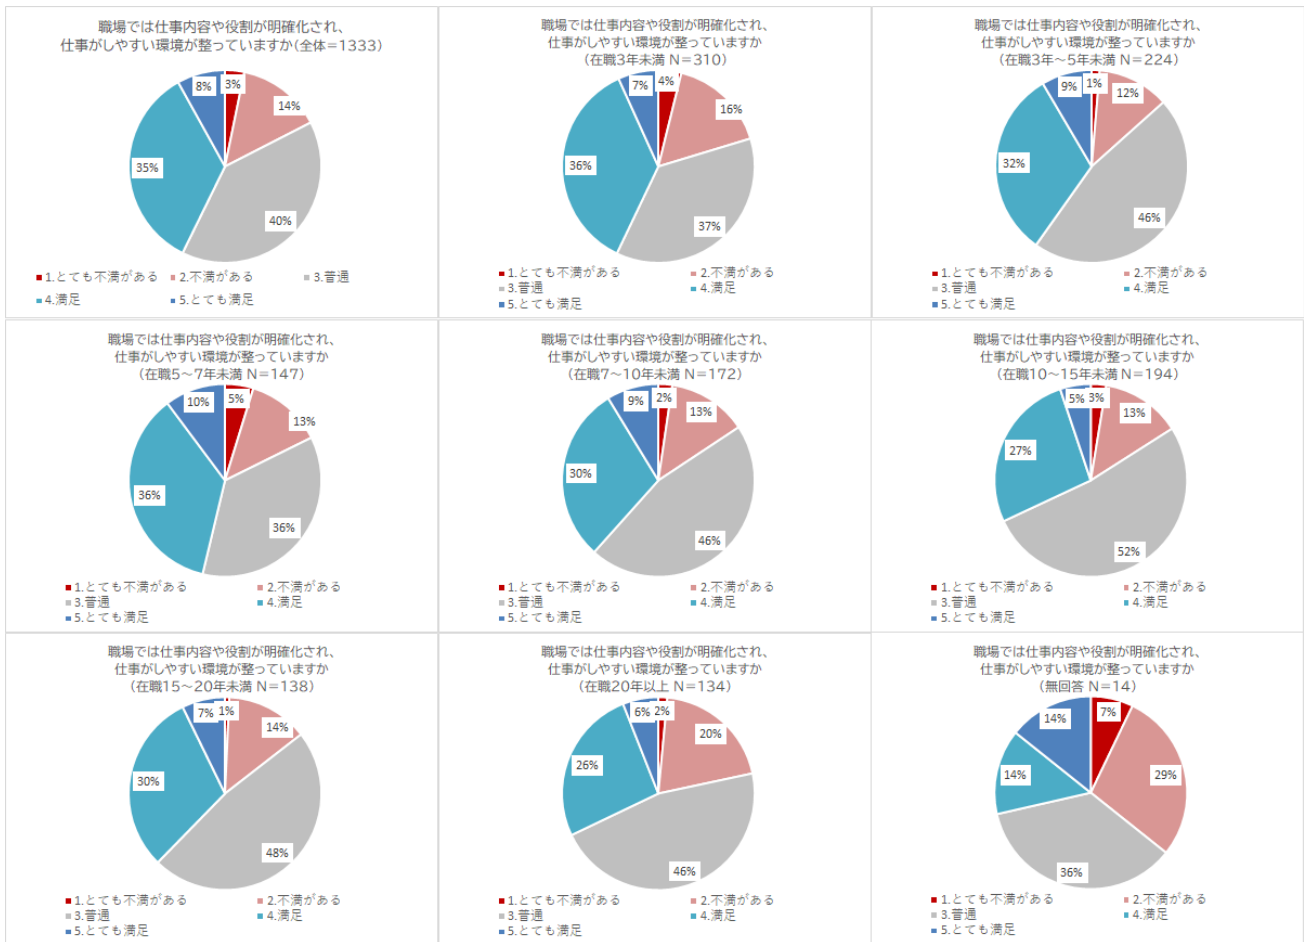 職場では仕事内容や役割が明確化され、
仕事がしやすい環境が整っていますか(全体=1333)
8%
3%
14%
35%
40%
■1.とても不満がある ■2.不満がある ■3.普通
■4.満足 ■5.とても満足
職場では仕事内容や役割が明確化され、
仕事がしやすい環境が整っていますか
(在職3年未満 N=310)
7%
4%
16%
36%
37%
■1.とても不満がある ■2.不満がある
■3.普通 ■4.満足
■5.とても満足
職場では仕事内容や役割が明確化され、
仕事がしやすい環境が整っていますか
(在職3年~5年未満 N=224)
9%
1%
12%
32%
46%
■1.とても不満がある ■2.不満がある
■3.普通 ■4.満足
■5.とても満足
職場では仕事内容や役割が明確化され、
仕事がしやすい環境が整っていますか
(在職5~7年未満 N=147)
10%
5%
13%
36%
36%
■1.とても不満がある ■2.不満がある
■3.普通 ■4.満足
■5.とても満足
職場では仕事内容や役割が明確化され、
仕事がしやすい環境が整っていますか
(在職7~10年未満 N=172)
9%
2%
13%
30%
46%
■1.とても不満がある ■2.不満がある
■3.普通 ■4.満足
■5.とても満足
職場では仕事内容や役割が明確化され、
仕事がしやすい環境が整っていますか
(在職10~15年未満 N=194)
5%
3%
13%
27%
52%
■1.とても不満がある ■2.不満がある
■3.普通 ■4.満足
■5.とても満足
職場では仕事内容や役割が明確化され、
仕事がしやすい環境が整っていますか
(在職15~20年未満 N=138)
7%
1%
14%
30%
48%
■1.とても不満がある ■2.不満がある
■3.普通 ■4.満足
■5.とても満足
職場では仕事内容や役割が明確化され、
仕事がしやすい環境が整っていますか
(在職20年以上 N=134)
6%
2%
20%
26%
46%
■1.とても不満がある ■2.不満がある
■3.普通 ■4.満足
■5.とても満足
職場では仕事内容や役割が明確化され、
仕事がしやすい環境が整っていますか
(無回答 N=14)
14%
7%
14%
29%
36%
■1.とても不満がある ■2.不満がある
■3.普通 ■4.満足
■5.とても満足